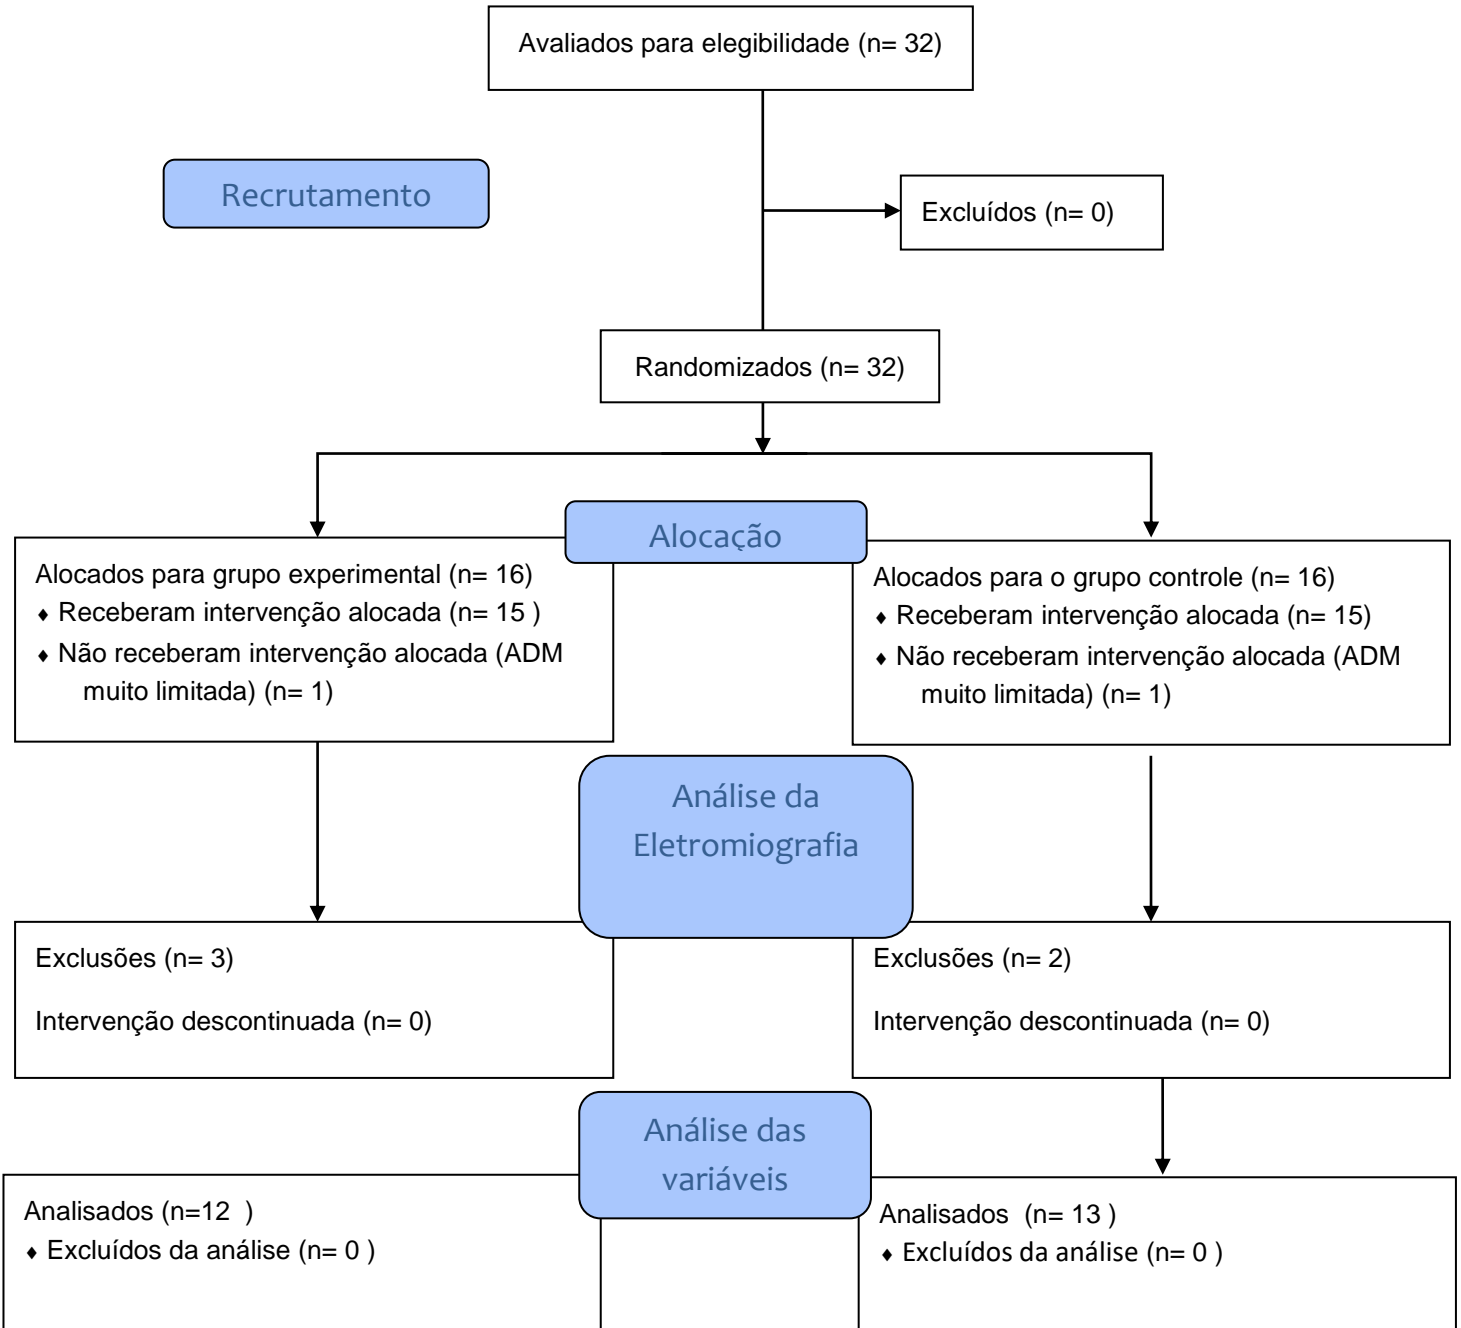 Avaliados para elegibilidade (n= 32)
Recrutamento
Excluídos (n= 0)
Randomizados (n= 32)
Alocação
Alocados para grupo experimental (n= 16)
♦ Receberam intervenção alocada (n= 15 )
♦ Não receberam intervenção alocada (ADM
muito limitada) (n= 1)
Alocados para o grupo controle (n= 16)
♦ Receberam intervenção alocada (n= 15)
♦ Não receberam intervenção alocada (ADM
muito limitada) (n= 1)
Análise da
Eletromiografia
Exclusões (n= 3)
Intervenção descontinuada (n= 0)
Exclusões (n= 2)
Intervenção descontinuada (n= 0)
Análise das
variáveis
Analisados (n=12  )
♦ Excluídos da análise (n= 0 )
Analisados  (n= 13 )
♦ Excluídos da análise (n= 0 )